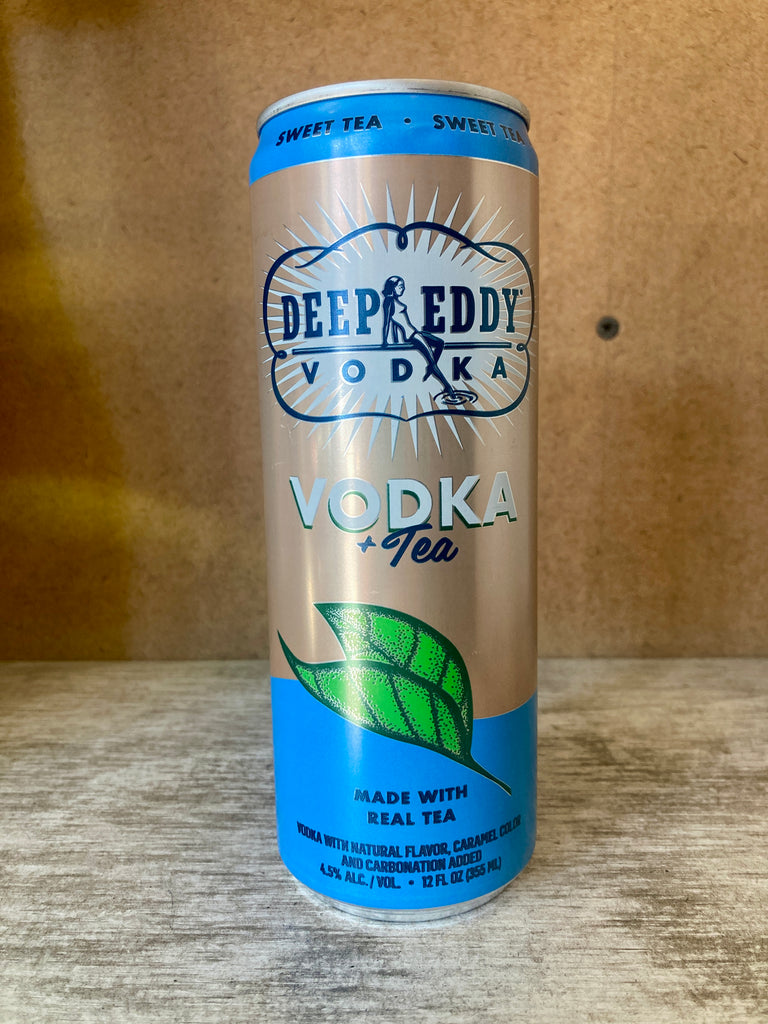 SWEET TEA • SWEET TEA
DEEP EDDY®
VODKA
VODKA
+ Tea
MADE WITH
REAL TEA
VODKA WITH NATURAL FLAVOR, CARAMEL COLOR
AND CARBONATION ADDED
4.5% ALC. / VOL. • 12 FL OZ (355 ML)